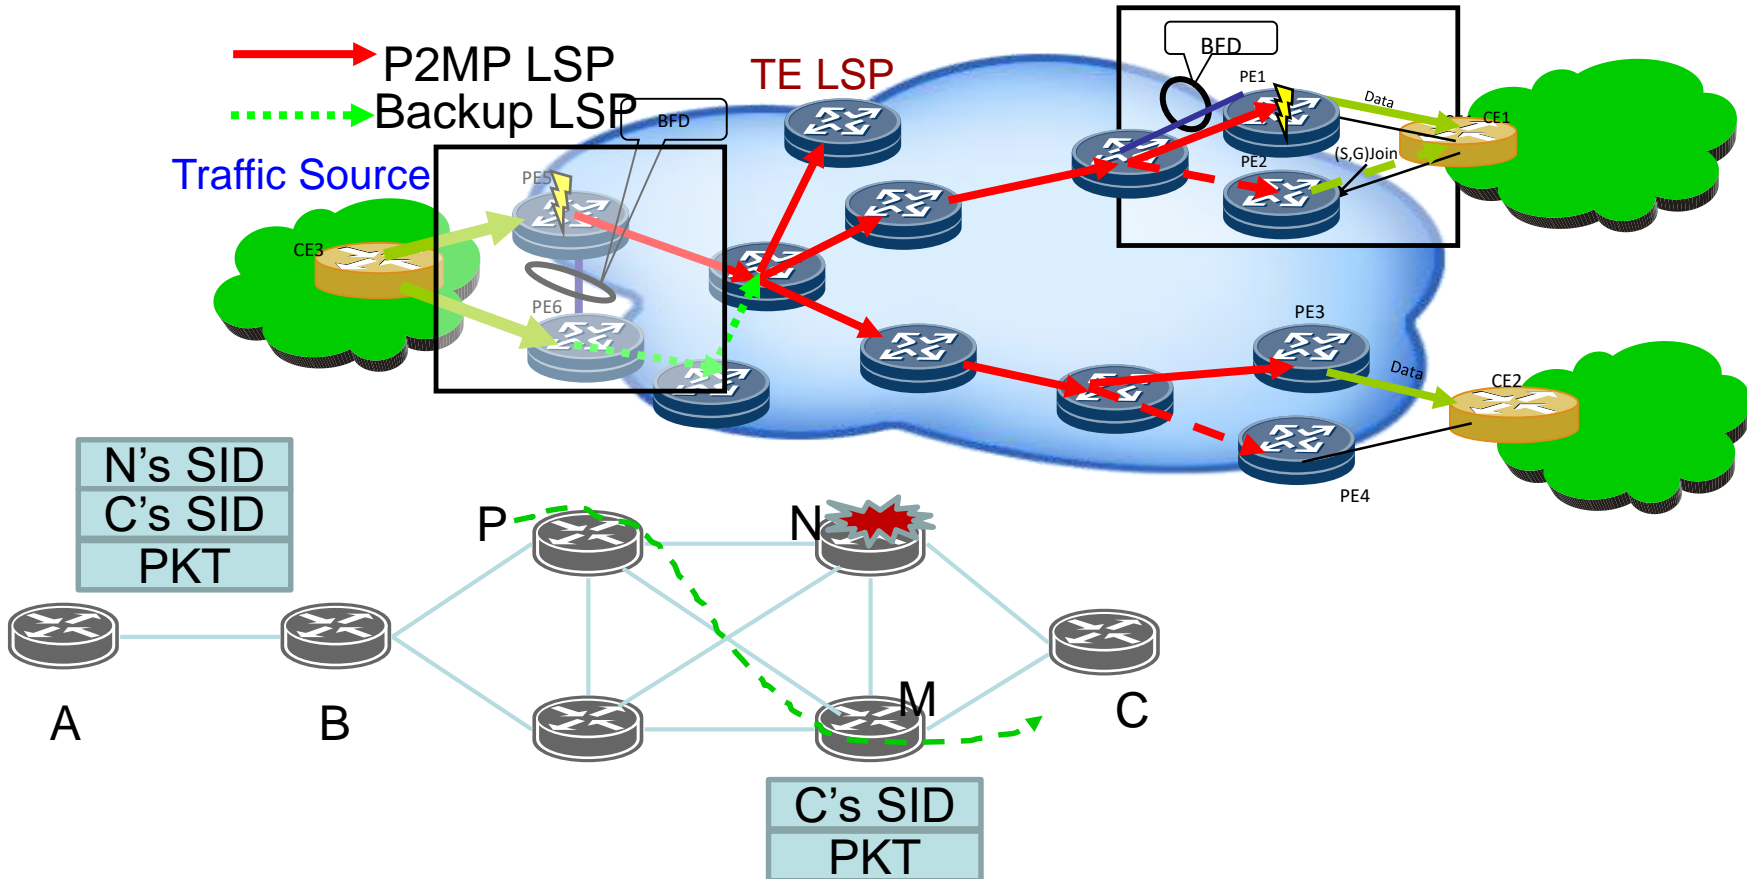 BFD
P2MP LSP
TE LSP
PE1
Backup LSP
Data
BFD
CE1
(S,G)Join
PE2
Traffic Source
PE5
CE3
PE6
PE3
Data
CE2
PE4
N's SID
C's SID
PKT
P
N
A
B
M
C
C's SID
PKT